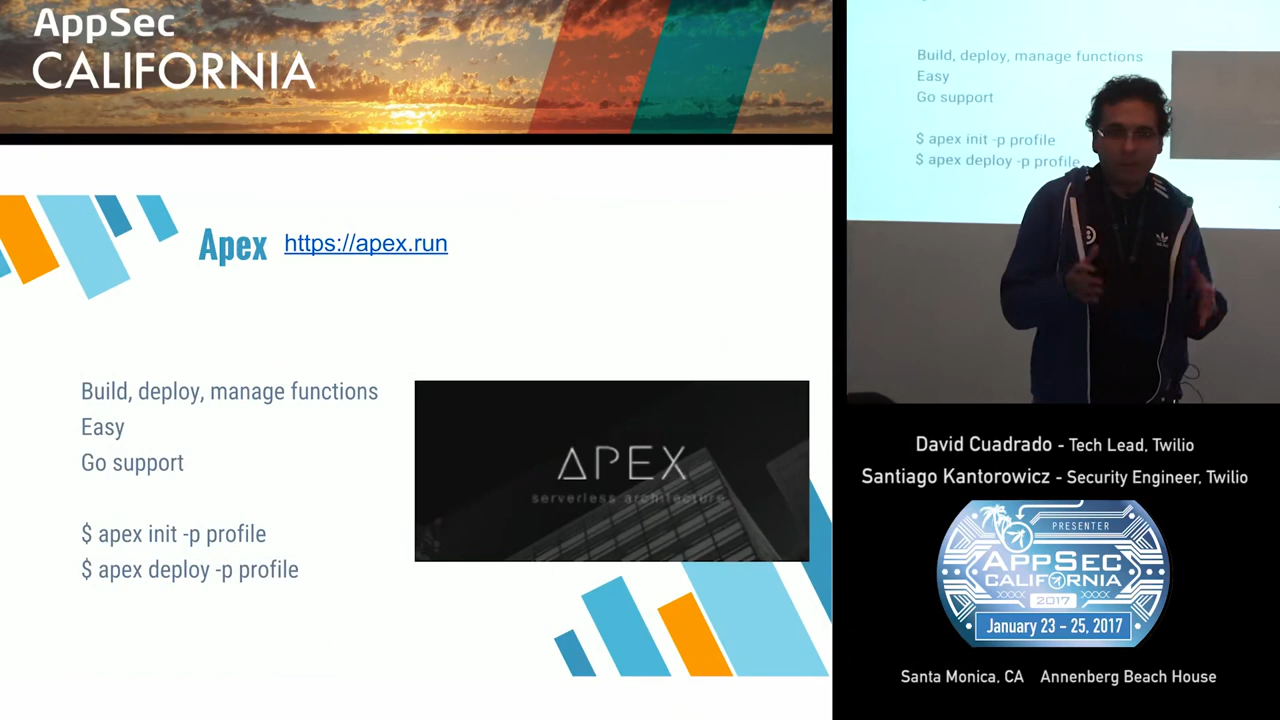 AppSec
CALIFORNIA
Apex https://apex.run
Build, deploy, manage functions
Easy
Go support
$ apex init -p profile
$ apex deploy -p profile
APEX
serverless architecture
Build, deploy, manage functions
Easy
Go support
$ apex init -p profile
$ apex deploy -p profile
David Cuadrado - Tech Lead, Twilio
Santiago Kantorowicz - Security Engineer, Twilio
PRESENTER
APPSEC
CALIFORNIA
2017
January 23 - 25, 2017
Santa Monica, CA Annenberg Beach House